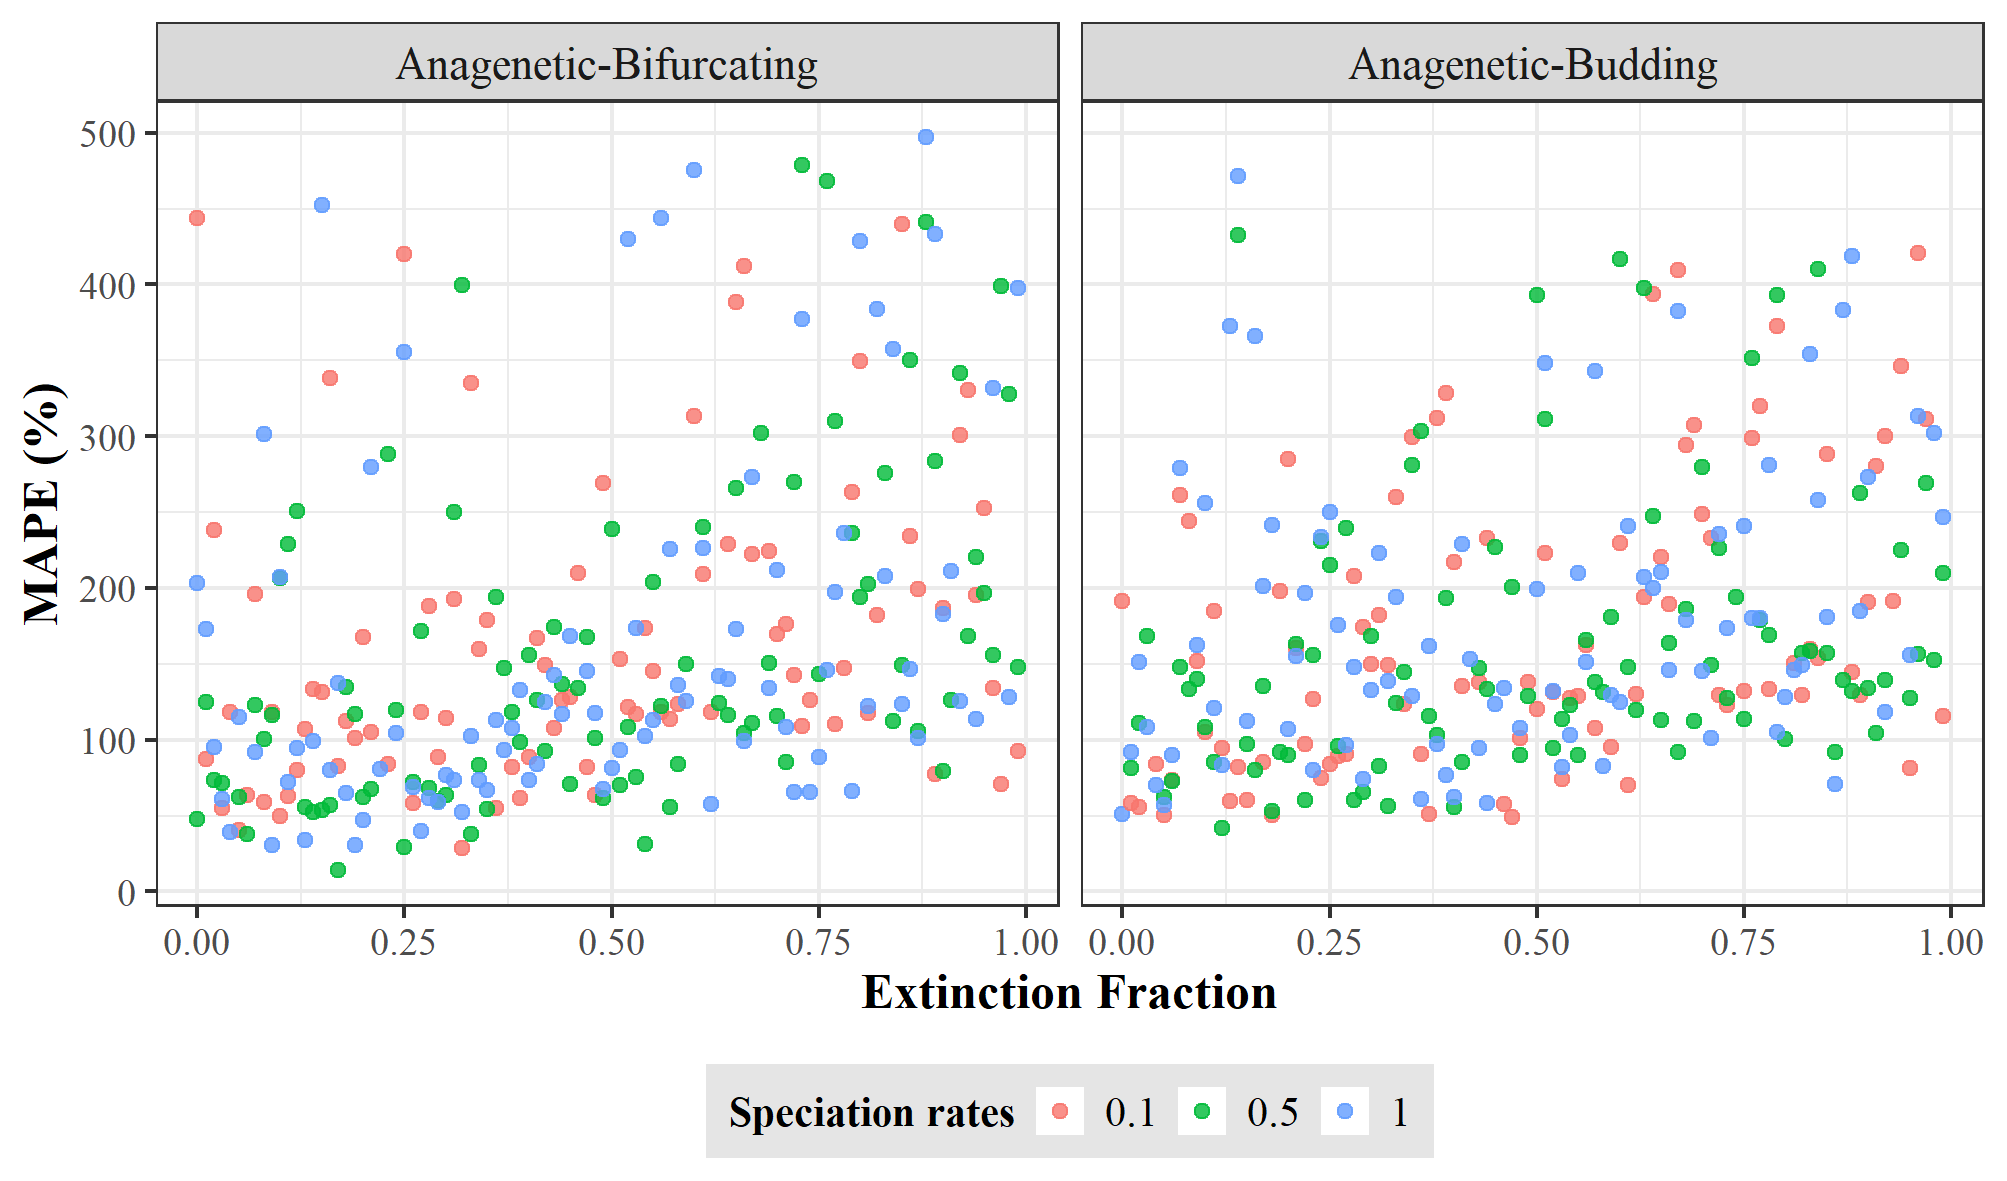 Anagenetic-Bifurcating Anagenetic-Budding
MAPE (%)
500
400
300
200
100
0
0.00 0.25 0.50 0.75 1.00 0.00 0.25 0.50 0.75 1.00
Extinction Fraction
Speciation rates 0.1 0.5 1